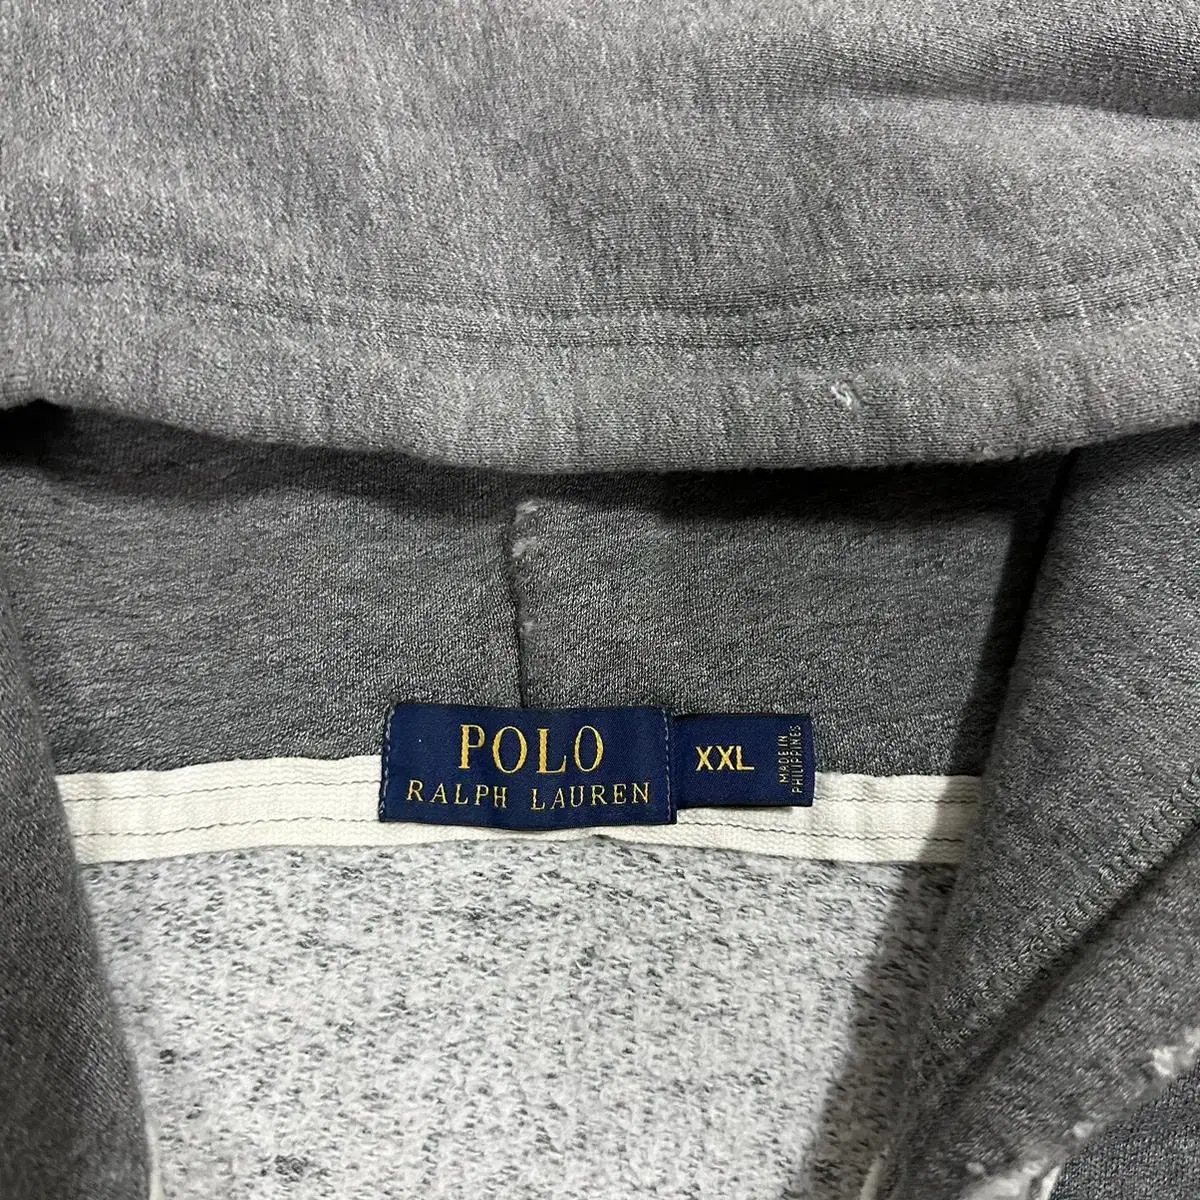 POLO
RALPH LAUREN
XXL
MADE IN
PHILIPPINES